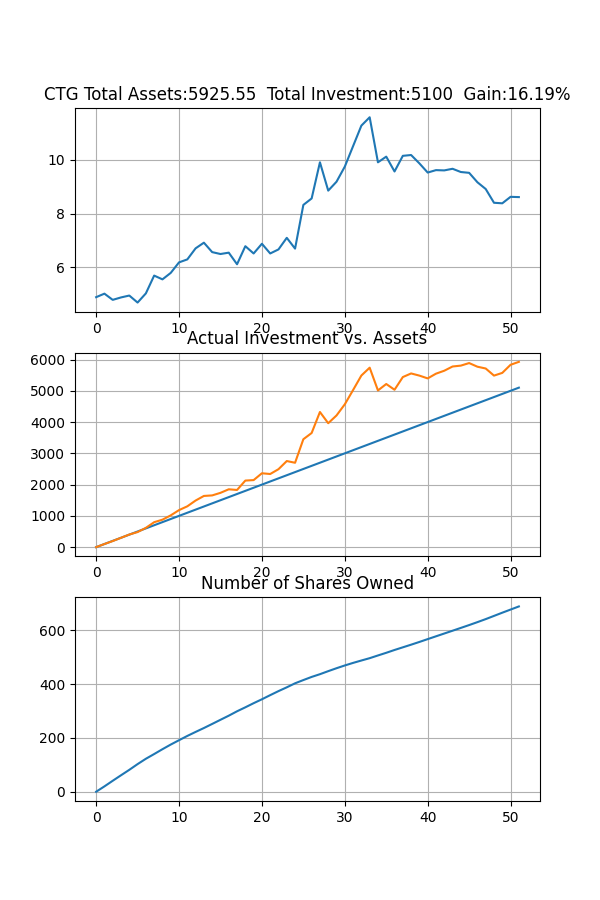 CTG Total Assets:5925.55  Total Investment:5100  Gain:16.19%
10
8
6
0 10 20 30 40 50
Actual Investment vs. Assets
6000
5000
4000
3000
2000
1000
0
0 10 20 30 40 50
Number of Shares Owned
600
400
200
0
0 10 20 30 40 50